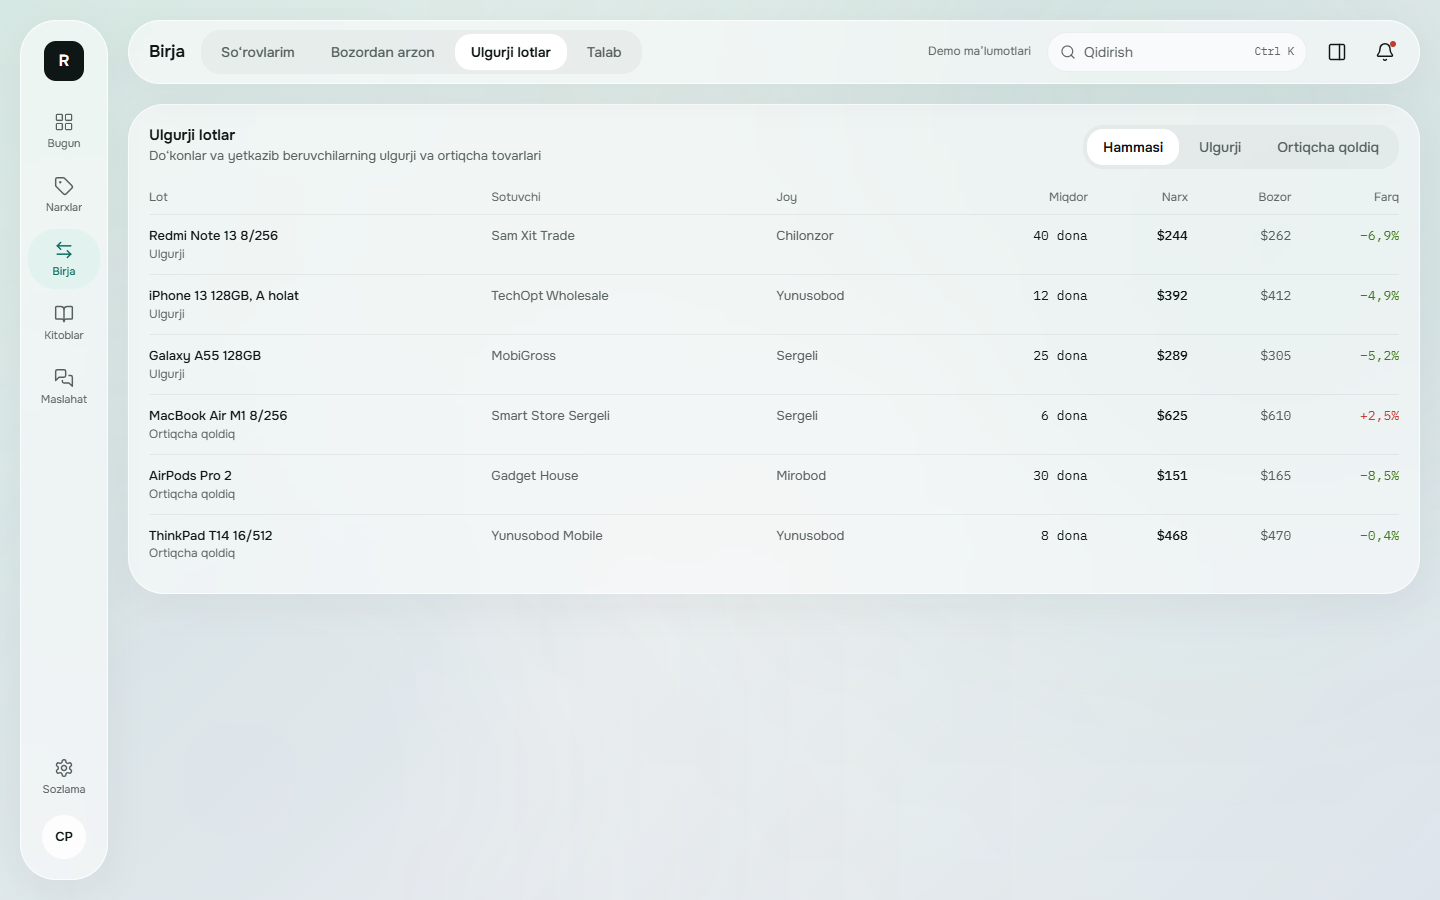 R
Bugun
Narxlar
Birja
Kitoblar
Maslahat
Sozlama
CP
Birja
So‘rovlarim
Bozordan arzon
Ulgurji lotlar
Talab
Demo ma’lumotlari
Qidirish
Ctrl K
Ulgurji lotlar
Do‘konlar va yetkazib beruvchilarning ulgurji va ortiqcha tovarlari
Hammasi
Ulgurji
Ortiqcha qoldiq
Lot Sotuvchi Joy Miqdor Narx Bozor Farq
Redmi Note 13 8/256 Sam Xit Trade Chilonzor 40 dona $244 $262 −6,9%
Ulgurji
iPhone 13 128GB, A holat TechOpt Wholesale Yunusobod 12 dona $392 $412 −4,9%
Ulgurji
Galaxy A55 128GB MobiGross Sergeli 25 dona $289 $305 −5,2%
Ulgurji
MacBook Air M1 8/256 Smart Store Sergeli Sergeli 6 dona $625 $610 +2,5%
Ortiqcha qoldiq
AirPods Pro 2 Gadget House Mirobod 30 dona $151 $165 −8,5%
Ortiqcha qoldiq
ThinkPad T14 16/512 Yunusobod Mobile Yunusobod 8 dona $468 $470 −0,4%
Ortiqcha qoldiq